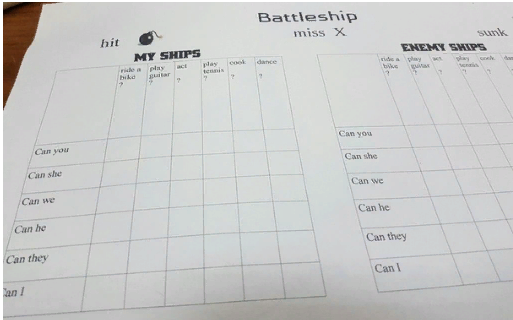 Battleship
hit
miss X
sunk
MY SHIPS
ride a bike ?
play guitar ?
act ?
play tennis ?
cook ?
dance ?
Can you
Can she
Can we
Can he
Can they
Can I
ENEMY SHIPS
ride a bike ?
play guitar ?
act ?
play tennis ?
cook ?
Can you
Can she
Can we
Can he
Can they
Can I